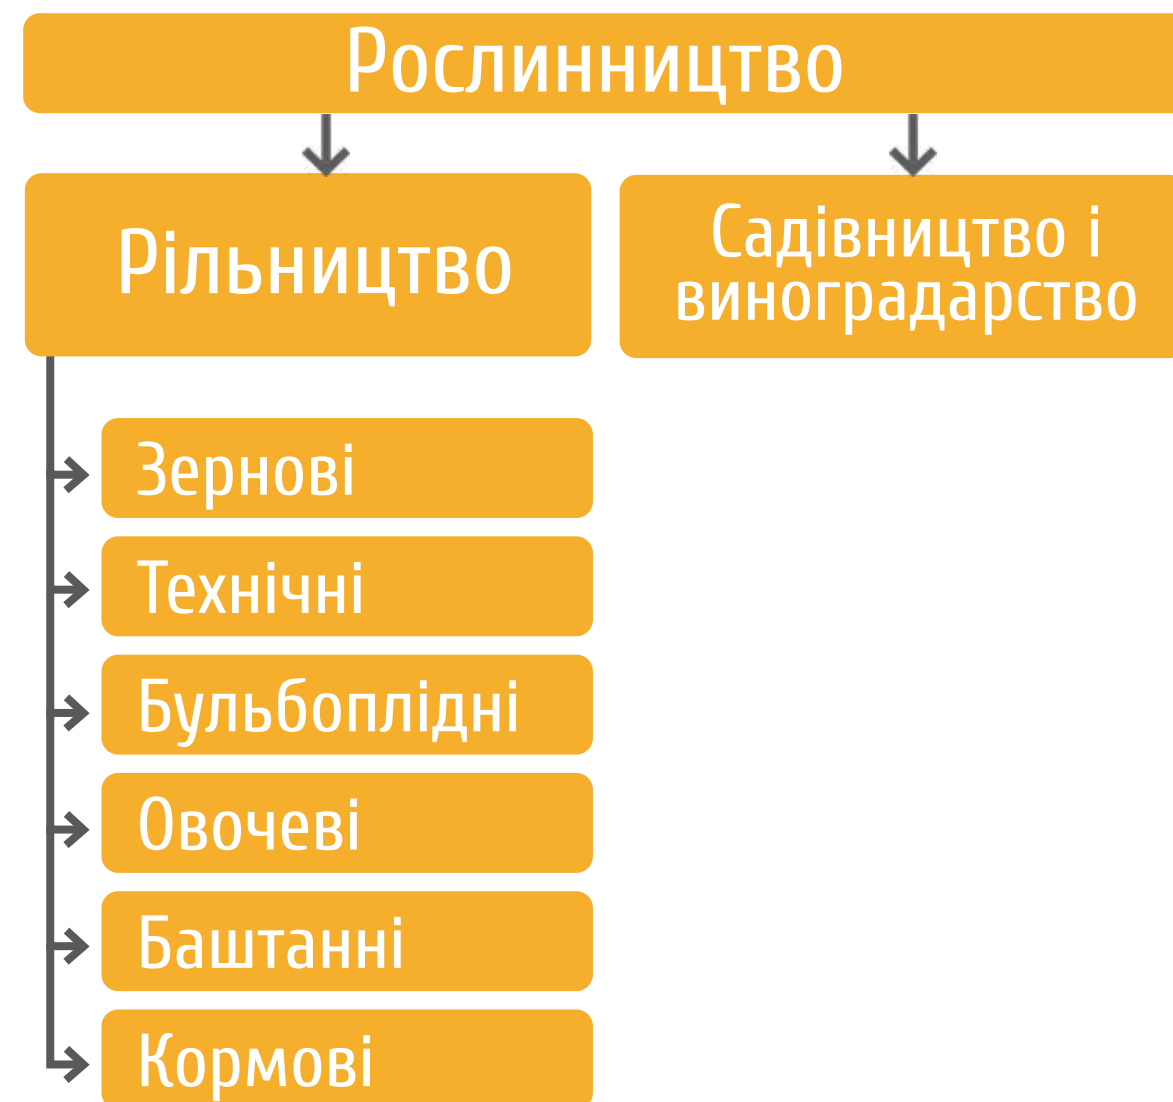 Рослинництво
Рільництво
Садівництво і
виноградарство
Зернові
Технічні
Бульбоплідні
Овочеві
Баштанні
Кормові